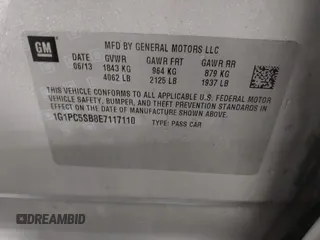 GM
MFD BY GENERAL MOTORS LLC
DATE GVWR GAWR FRT GAWR RR
06/13 1843 KG 964 KG 879 KG
4062 LB 2125 LB 1937 LB
THIS VEHICLE CONFORMS TO ALL APPLICABLE U.S. FEDERAL MOTOR
VEHICLE SAFETY, BUMPER, AND THEFT PREVENTION STANDARDS IN
EFFECT ON THE DATE OF MANUFACTURE SHOWN ABOVE.
1G1PC5SB8E7117110 TYPE: PASS CAR
DREAMBID